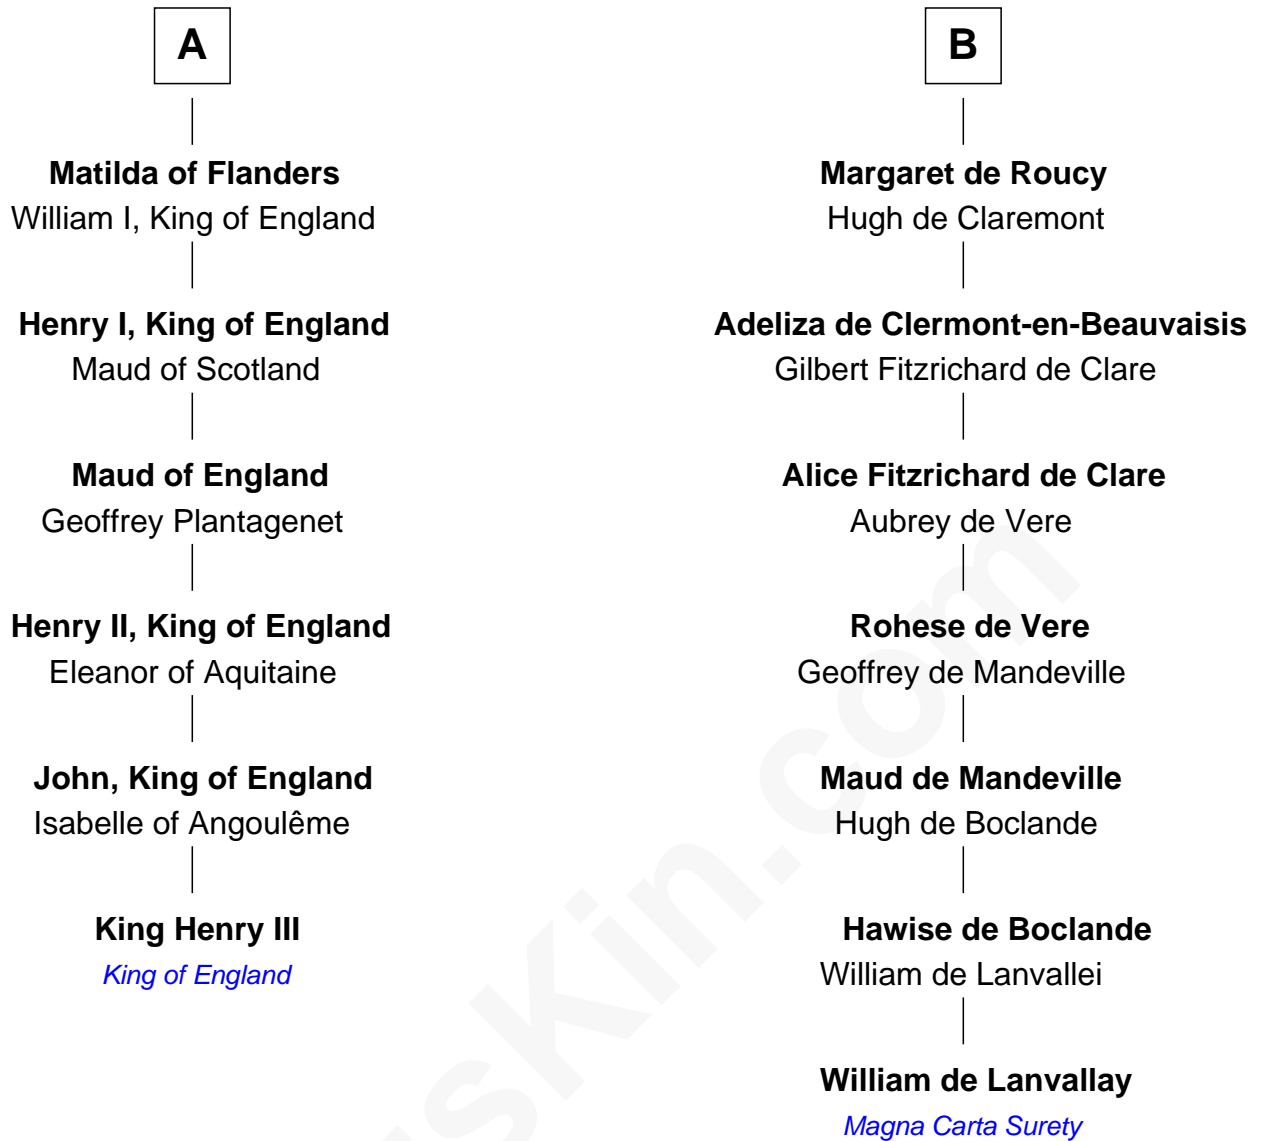 A
Matilda of Flanders
William I, King of England
Henry I, King of England
Maud of Scotland
Maud of England
Geoffrey Plantagenet
Henry II, King of England
Eleanor of Aquitaine
John, King of England
Isabelle of Angoulême
King Henry III
King of England
B
Margaret de Roucy
Hugh de Claremont
Adeliza de Clermont-en-Beauvaisis
Gilbert Fitzrichard de Clare
Alice Fitzrichard de Clare
Aubrey de Vere
Rohese de Vere
Geoffrey de Mandeville
Maud de Mandeville
Hugh de Boclande
Hawise de Boclande
William de Lanvallei
William de Lanvallay
Magna Carta Surety
sKin.com